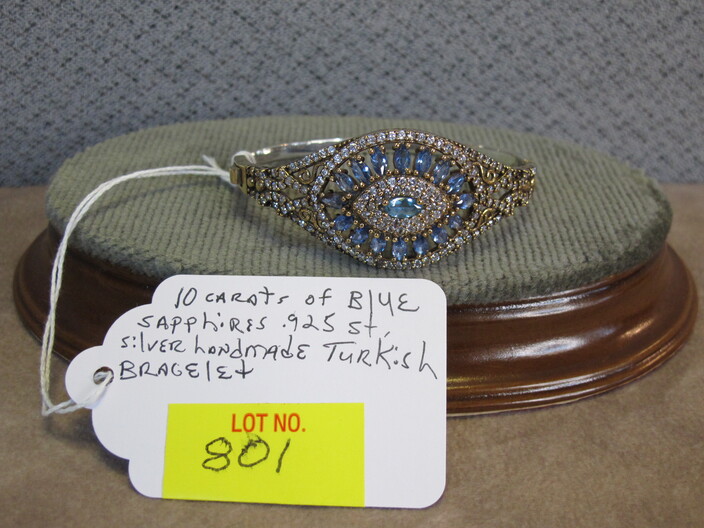 10 CARATS of BlUE
SAPPhiRES .925 St,
SilVER handmadE TuRKish
BRACElEt
LOT NO.
801